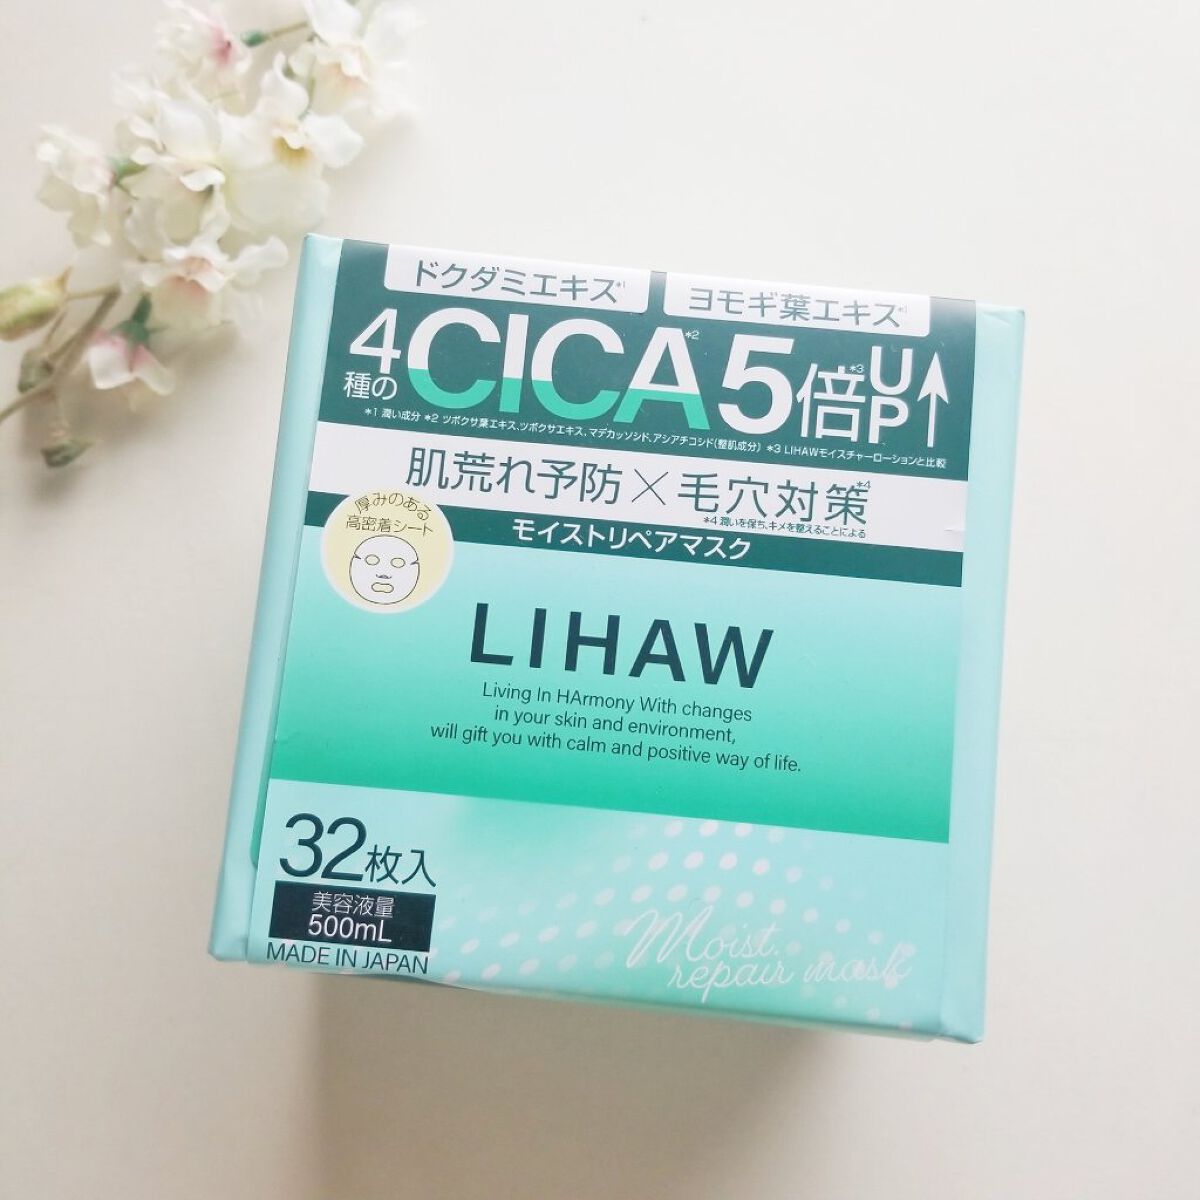 ドクダミエキス*1 ヨモギ葉エキス*1
4種のCICA*2 5倍*3 UP
*1 潤い成分 *2 ツボクサ葉エキス、ツボクサエキス、マデカッソシド、アシアチコシド(整肌成分) *3 LIHAWモイスチャーローションと比較
肌荒れ予防×毛穴対策*4
*4 潤いを保ち、キメを整えることによる
厚みのある
高密着シート
モイストリペアマスク
LIHAW
Living In HArmony With changes
in your skin and environment,
will gift you with calm and positive way of life.
32枚入
美容液量
500mL
MADE IN JAPAN
Moist
repair mask